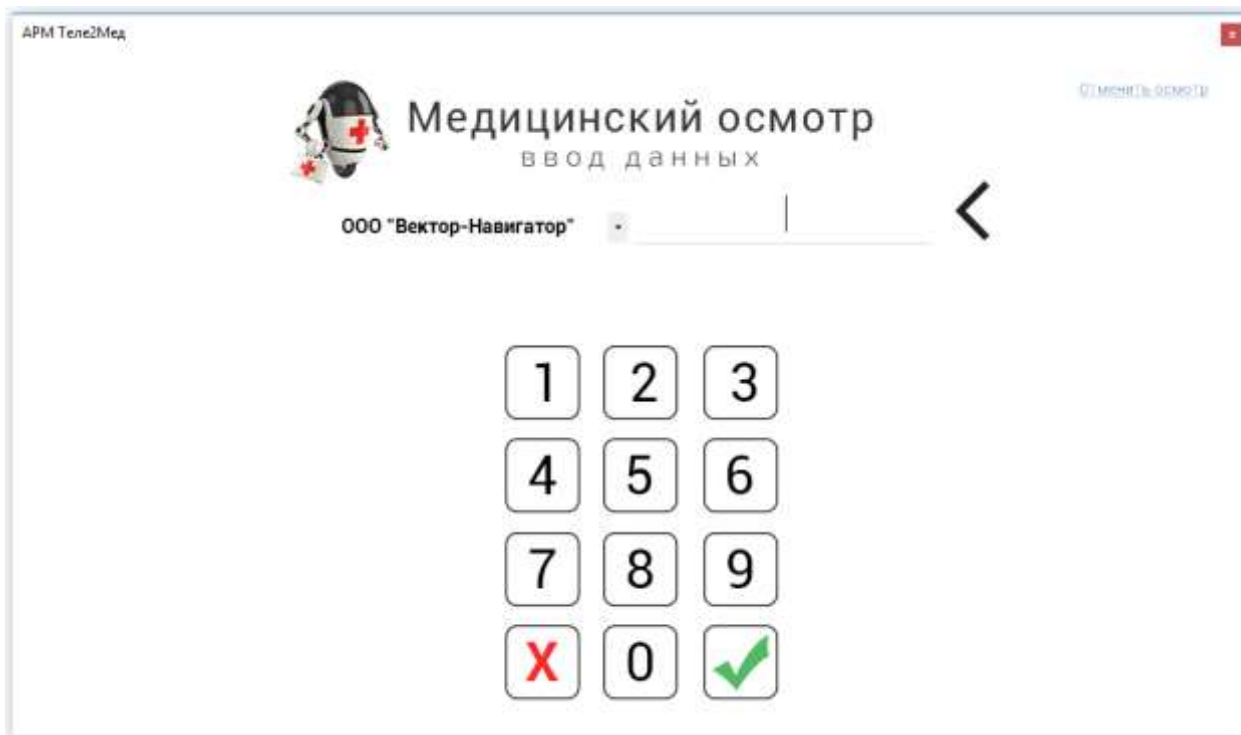 АРМ Теле2Мед
Отменить осмотр
Медицинский осмотр
ввод данных
ООО "Вектор-Навигатор"
1 2 3
4 5 6
7 8 9
X 0